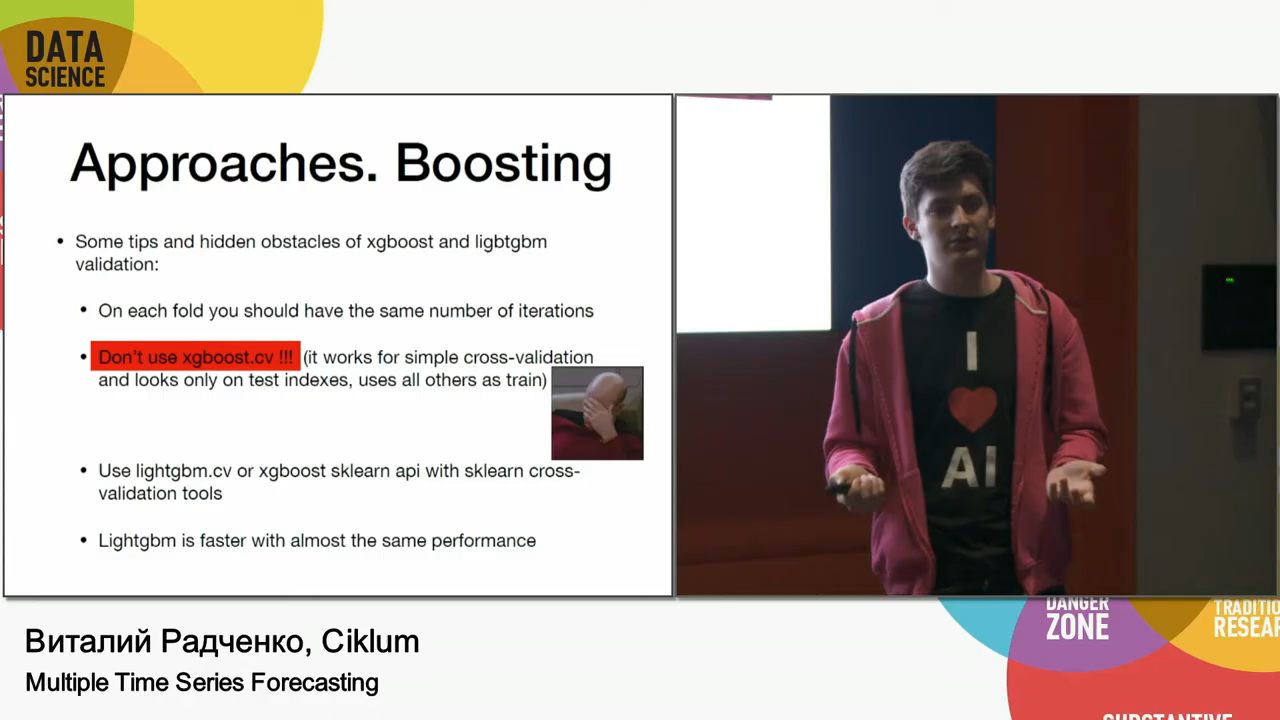 DATA
SCIENCE
Approaches. Boosting
• Some tips and hidden obstacles of xgboost and ligbtgbm
validation:
• On each fold you should have the same number of iterations
• Don't use xgboost.cv !!! (it works for simple cross-validation
and looks only on test indexes, uses all others as train)
• Use lightgbm.cv or xgboost sklearn api with sklearn cross-
validation tools
• Lightgbm is faster with almost the same performance
I
AI
DANGER
ZONE
Виталий Радченко, Ciklum
Multiple Time Series Forecasting